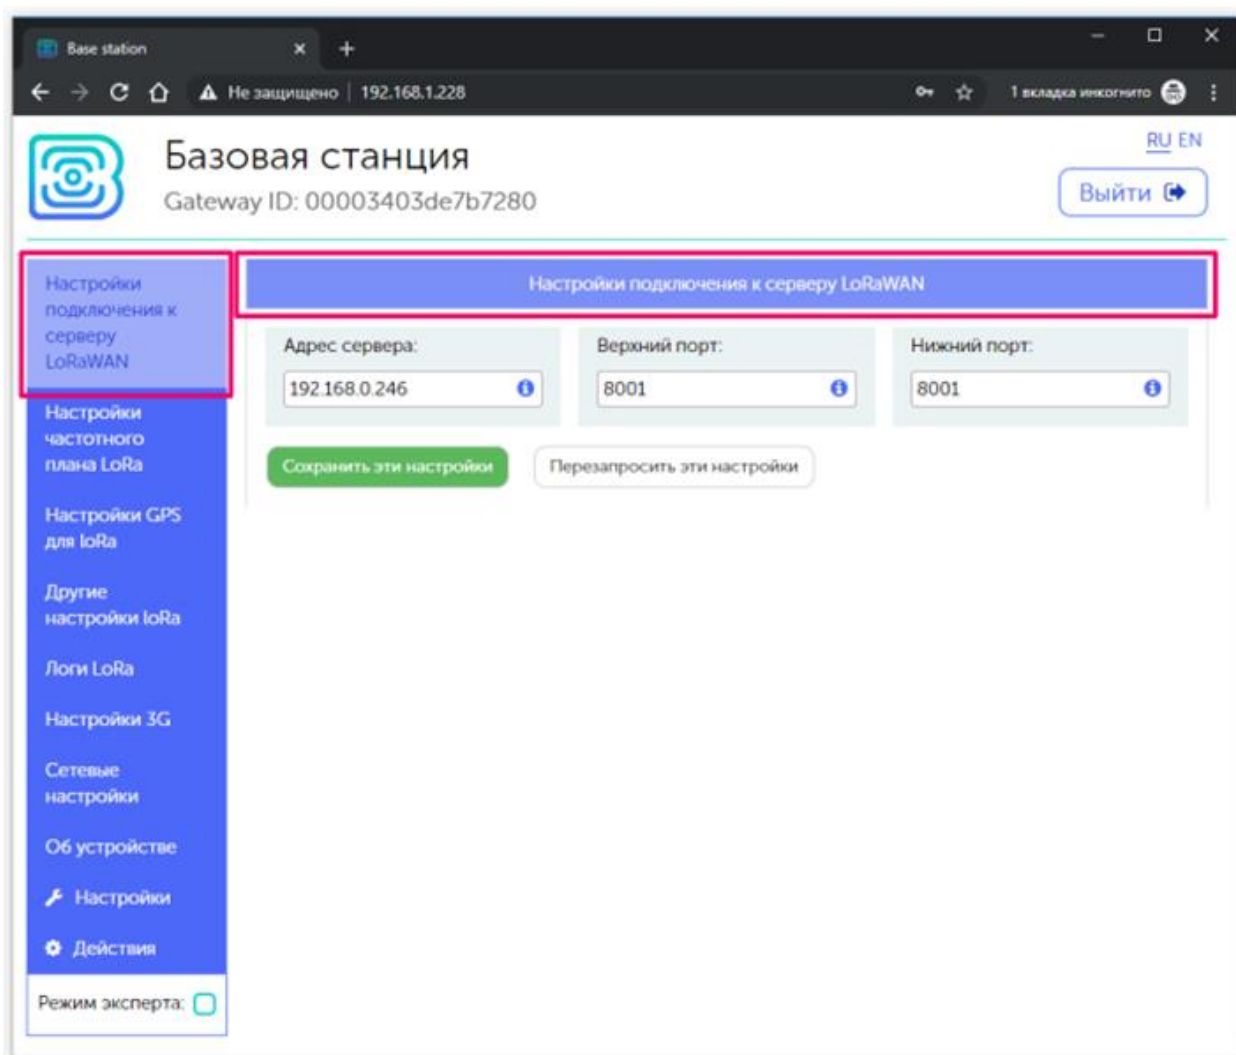 Base station
Не защищено 192.168.1.228
1 вкладка инкогнито
Базовая станция
Gateway ID: 00003403de7b7280
RU EN
Выйти
Настройки
подключения к
серверу
LoRaWAN
Настройки
частотного
плана LoRa
Настройки GPS
для loRa
Другие
настройки loRa
Логи LoRa
Настройки 3G
Сетевые
настройки
Об устройстве
Настройки
Действия
Режим эксперта:
Настройки подключения к серверу LoRaWAN
Адрес сервера: Верхний порт: Нижний порт:
192.168.0.246 8001 8001
Сохранить эти настройки Перезапросить эти настройки